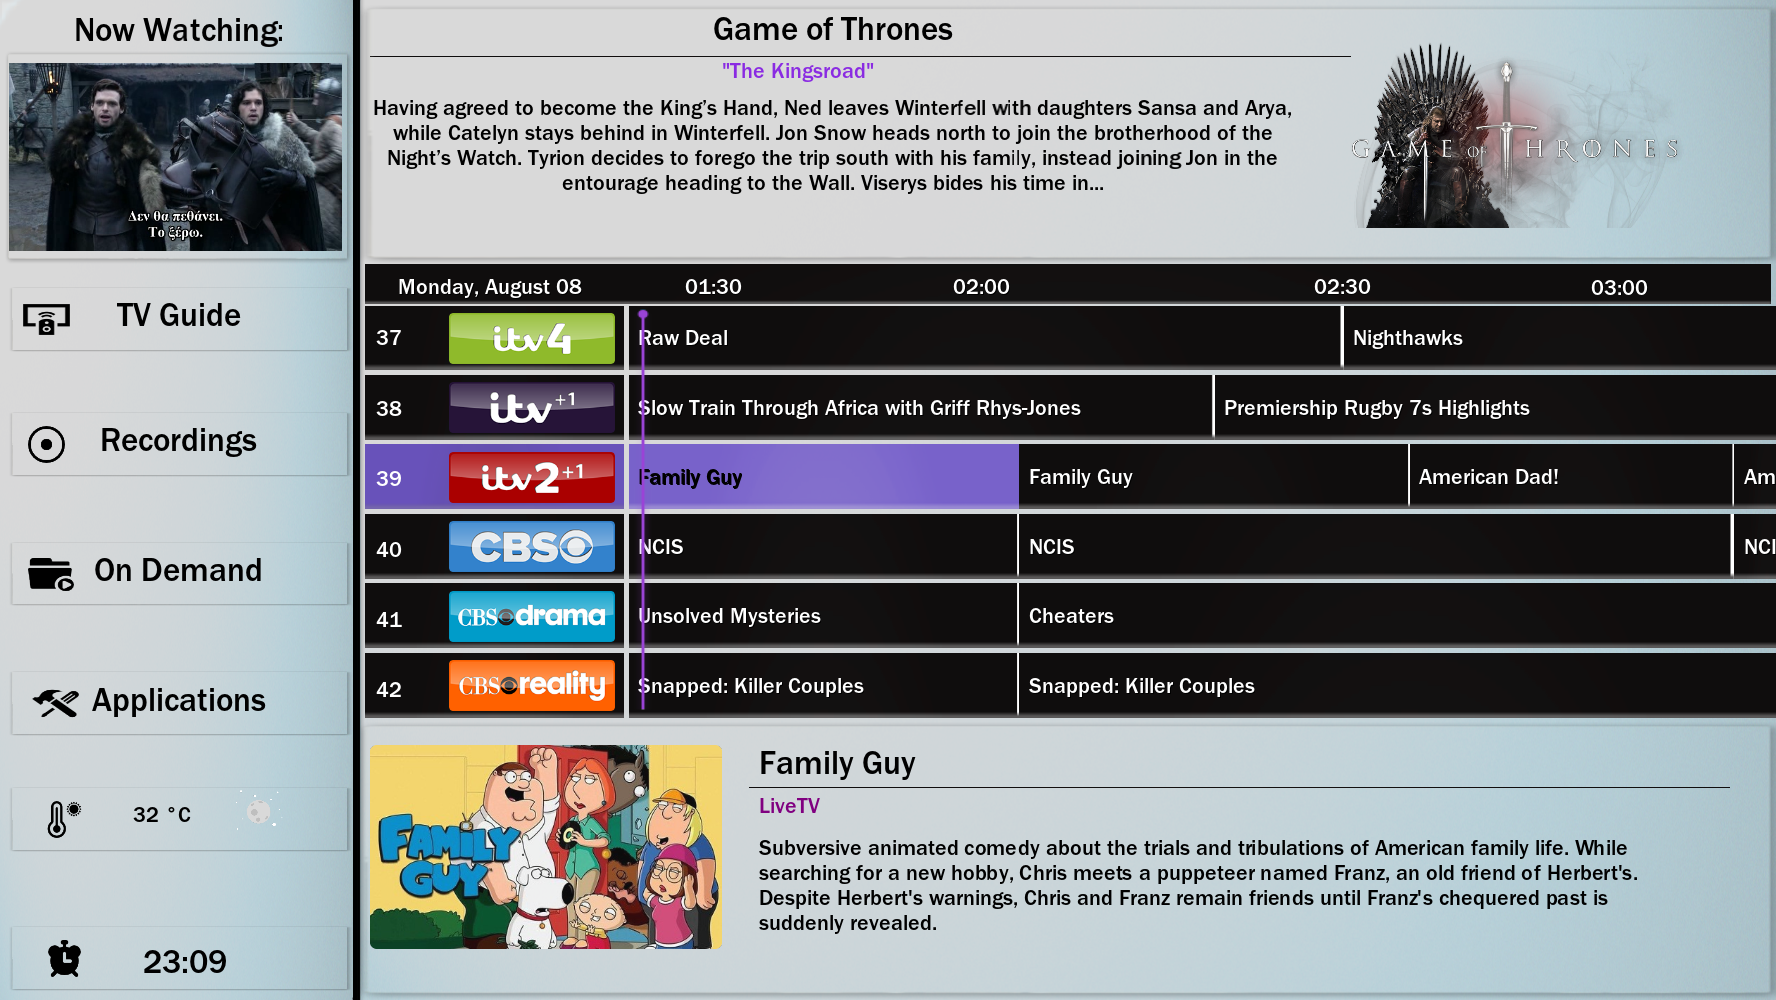 Now Watching:
Δεν θα πεθάνει.
Το ξέρω.
TV Guide
Recordings
On Demand
Applications
32 °C
23:09
Game of Thrones
"The Kingsroad"
Having agreed to become the King's Hand, Ned leaves Winterfell with daughters Sansa and Arya,
while Catelyn stays behind in Winterfell. Jon Snow heads north to join the brotherhood of the
Night's Watch. Tyrion decides to forego the trip south with his family, instead joining Jon in the
entourage heading to the Wall. Viserys bides his time in...
GAME OF THRONES
Monday, August 08 01:30 02:00 02:30 03:00
37 itv4 Raw Deal Nighthawks
38 itv+1 Slow Train Through Africa with Griff Rhys-Jones Premiership Rugby 7s Highlights
39 itv2+1 Family Guy Family Guy American Dad! Am
40 CBS NCIS NCIS NCI
41 CBS drama Unsolved Mysteries Cheaters
42 CBS reality Snapped: Killer Couples Snapped: Killer Couples
FAMILY
GUY
Family Guy
LiveTV
Subversive animated comedy about the trials and tribulations of American family life. While
searching for a new hobby, Chris meets a puppeteer named Franz, an old friend of Herbert's.
Despite Herbert's warnings, Chris and Franz remain friends until Franz's chequered past is
suddenly revealed.